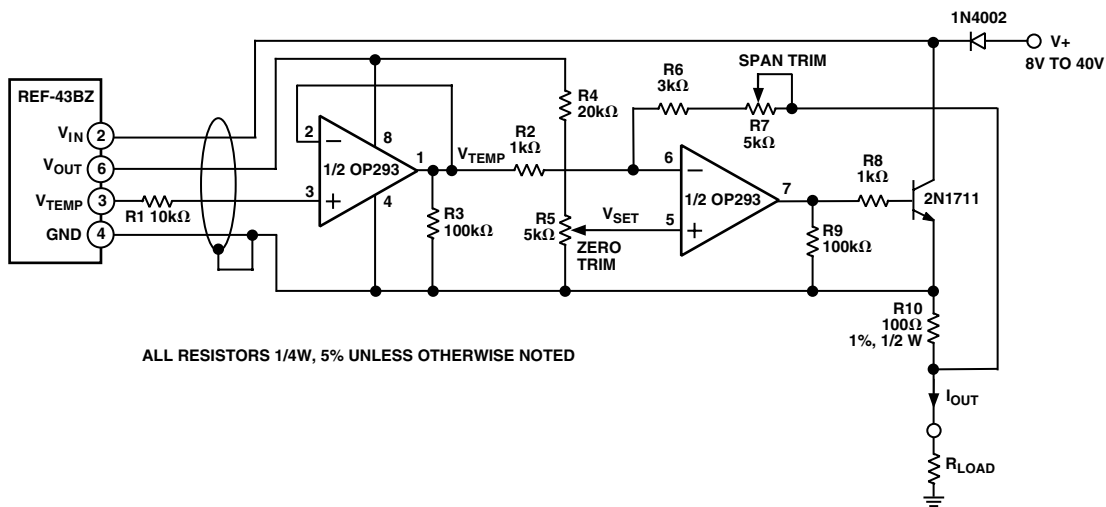 1N4002
V+
8V TO 40V
SPAN TRIM
R6
3kΩ
REF-43BZ
R4
20kΩ
R7
5kΩ
VIN 2
2
8
R2
1kΩ
1
VTEMP
6
VOUT 6
1/2 OP293
R8
1kΩ
7
2N1711
VTEMP 3
R1 10kΩ
3
4
R5
5kΩ
VSET
5
1/2 OP293
GND 4
R3
100kΩ
ZERO
TRIM
R9
100kΩ
R10
100Ω
1%, 1/2 W
ALL RESISTORS 1/4W, 5% UNLESS OTHERWISE NOTED
IOUT
RLOAD